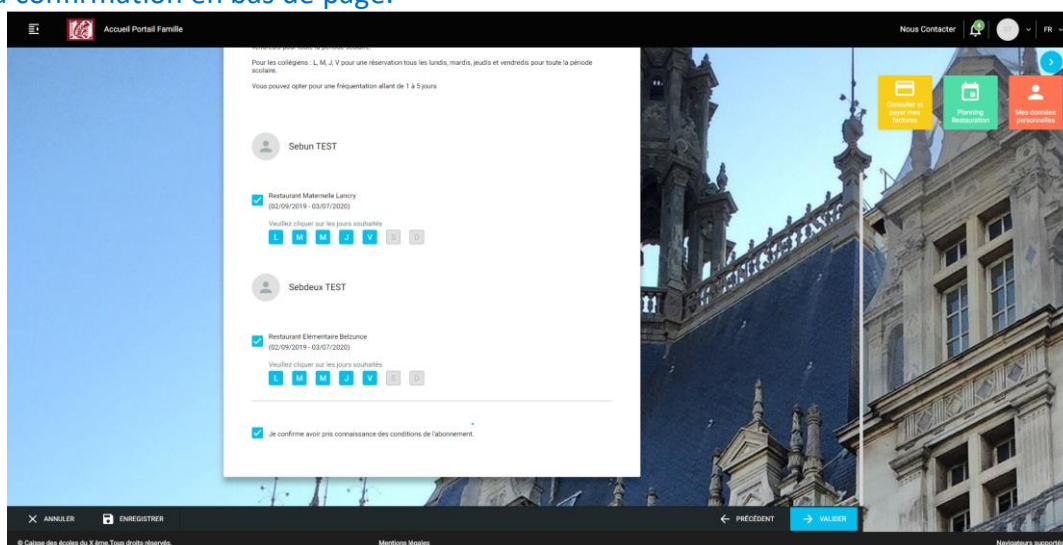 confirmation en bas de page.
Accueil Portail Famille
Nous Contacter
FR
Pour les collégiens : L, M, J, V pour une réservation tous les lundis, mardis, jeudis et vendredis pour toute la période
scolaire.
Vous pouvez opter pour une fréquentation allant de 1 à 5 jours
Consulter et
payer mes
factures
Planning
Restauration
Mes données
personnelles
Sebun TEST
Restaurant Maternelle Lancry
(02/09/2019 - 03/07/2020)
Veuillez cliquer sur les jours souhaités
L M M J V S D
Sebdeux TEST
Restaurant Elémentaire Belzunce
(02/09/2019 - 03/07/2020)
Veuillez cliquer sur les jours souhaités
L M M J V S D
Je confirme avoir pris connaissance des conditions de l'abonnement.
ANNULER ENREGISTRER PRÉCÉDENT VALIDER
© Caisse des écoles du X ème.Tous droits réservés. Mentions légales Navigateurs supportés